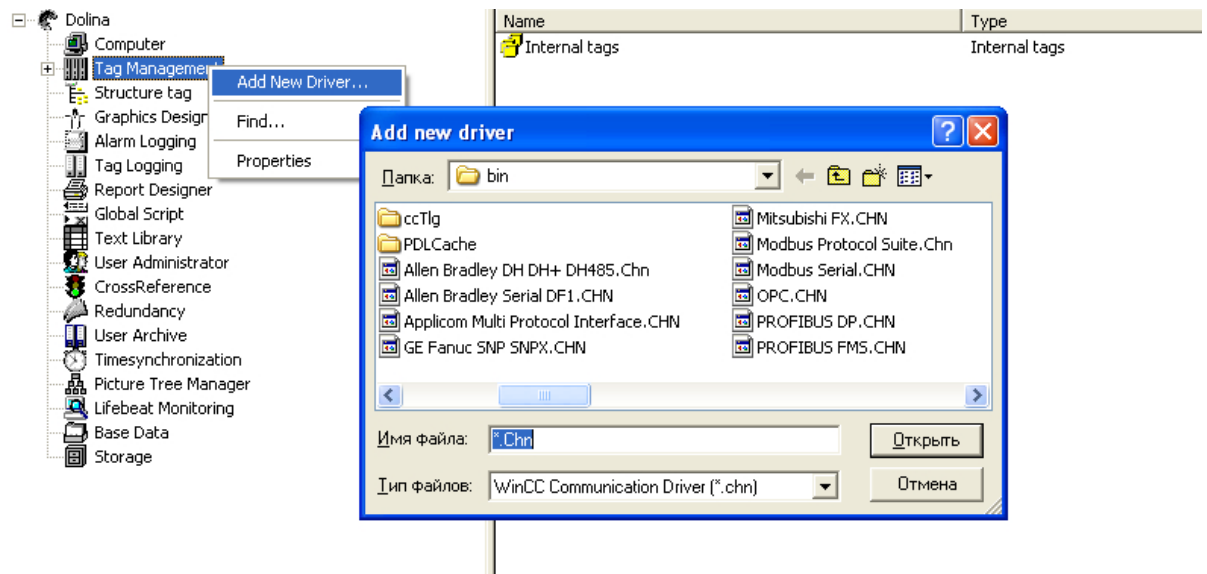 Dolina
Computer
Tag Management
Structure tag
Graphics Design
Alarm Logging
Tag Logging
Report Designer
Global Script
Text Library
User Administrator
CrossReference
Redundancy
User Archive
Timesynchronization
Picture Tree Manager
Lifebeat Monitoring
Base Data
Storage
Add New Driver...
Find...
Properties
Name Type
Internal tags Internal tags
Add new driver
Папка: bin
ccTlg
PDLCache
Allen Bradley DH DH+ DH485.Chn
Allen Bradley Serial DF1.CHN
Applicom Multi Protocol Interface.CHN
GE Fanuc SNP SNPX.CHN
Mitsubishi FX.CHN
Modbus Protocol Suite.Chn
Modbus Serial.CHN
OPC.CHN
PROFIBUS DP.CHN
PROFIBUS FMS.CHN
Имя файла: *.Chn Открыть
Тип файлов: WinCC Communication Driver (*.chn) Отмена